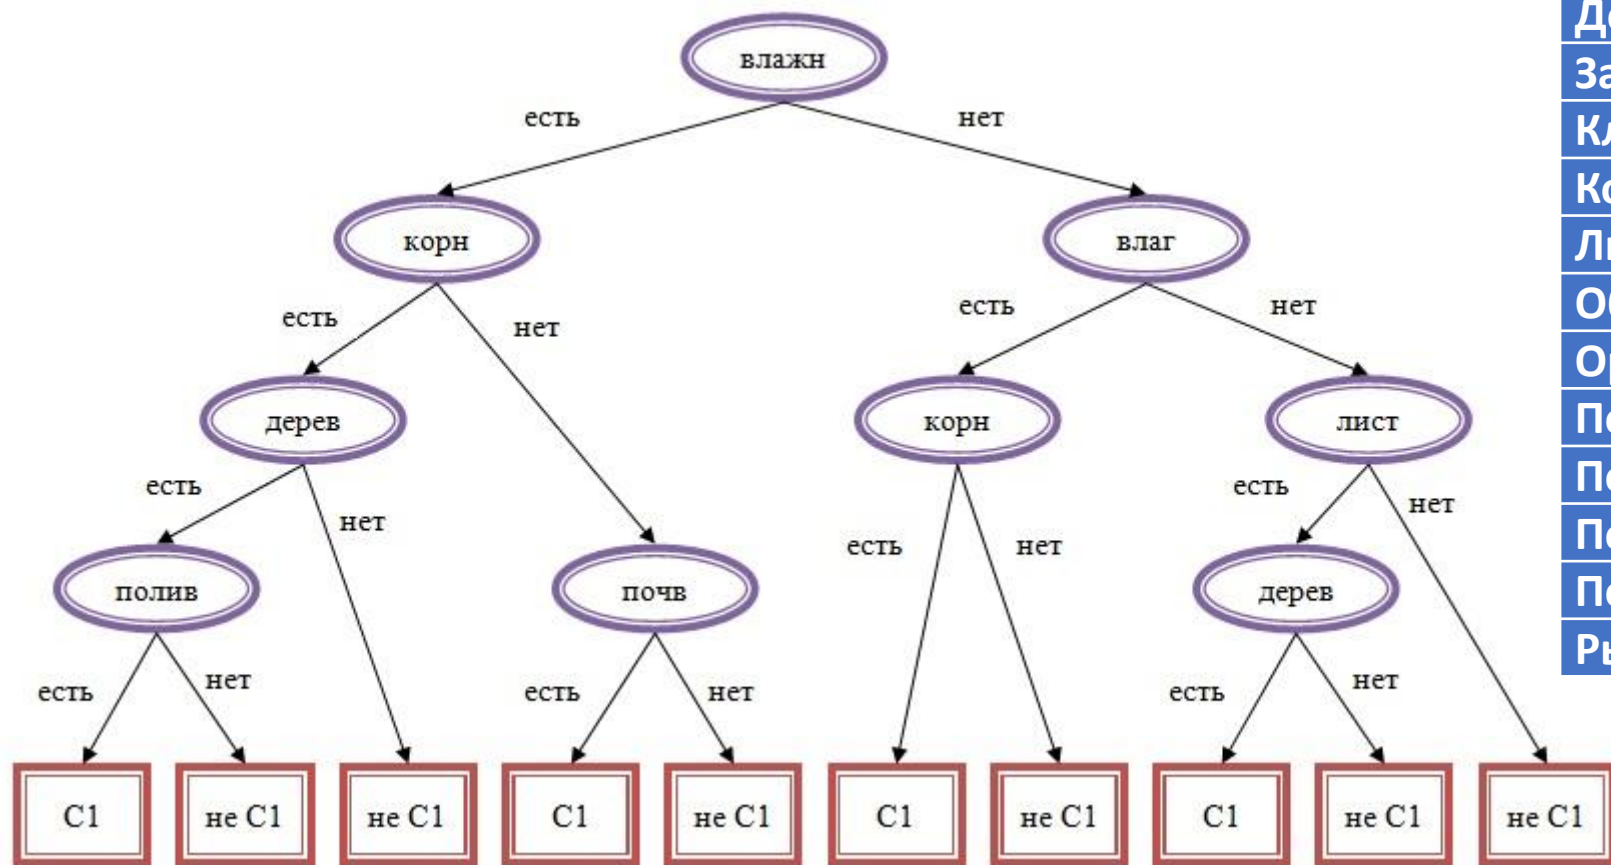 влажн
есть
нет
корн
влаг
есть
нет
есть
нет
дерев
корн
лист
есть
нет
есть
нет
есть
нет
полив
почв
дерев
есть
нет
есть
нет
есть
нет
С1
не С1
не С1
С1
не С1
С1
не С1
С1
не С1
не С1